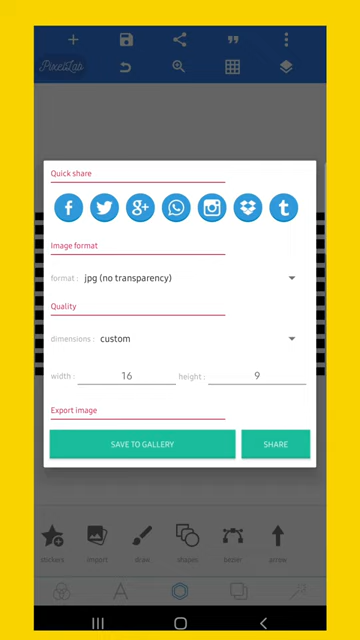 PixelLab
Quick share
Image format
format : jpg (no transparency)
Quality
dimensions : custom
width : 16 height : 9
Export image
SAVE TO GALLERY SHARE
stickers import draw shapes bezier arrow